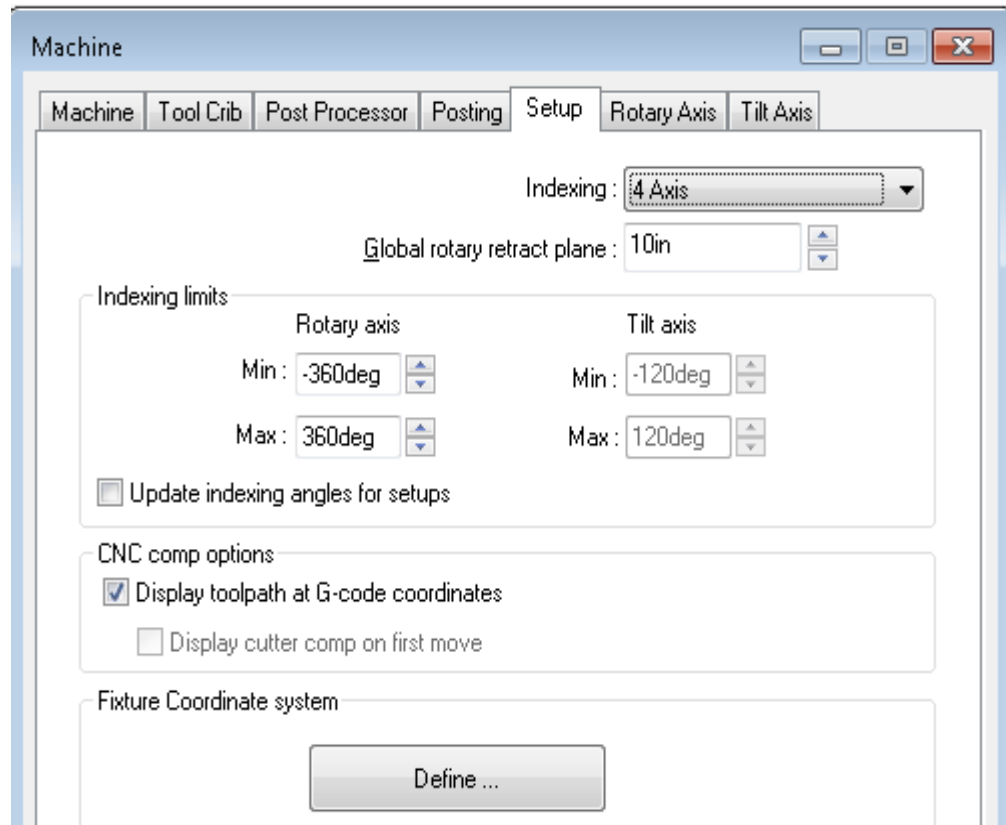 Machine
Machine Tool Crib Post Processor Posting Setup Rotary Axis Tilt Axis
Indexing : 4 Axis
Global rotary retract plane : 10in
Indexing limits
Rotary axis Tilt axis
Min : -360deg Min : -120deg
Max : 360deg Max : 120deg
Update indexing angles for setups
CNC comp options
Display toolpath at G-code coordinates
Display cutter comp on first move
Fixture Coordinate system
Define ...